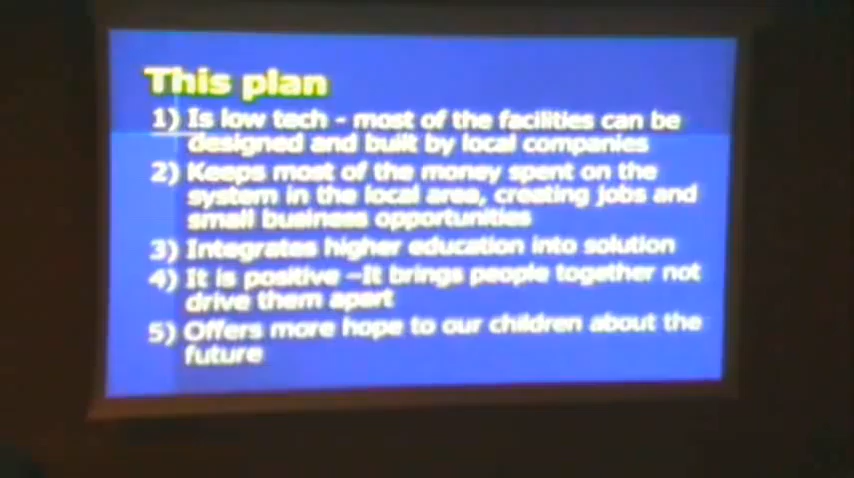 This plan
1) Is low tech - most of the facilities can be
designed and built by local companies
2) Keeps most of the money spent on the
system in the local area, creating jobs and
small business opportunities
3) Integrates higher education into solution
4) It is positive -It brings people together not
drive them apart
5) Offers more hope to our children about the
future